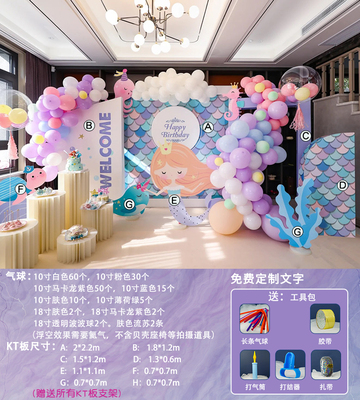 Happy
Birthday
WELCOME
A
B
C
D
E
F
G
G
气球：10寸白色60个，10寸粉色30个
10寸马卡龙紫色50个，10寸蓝色15个
10寸肤色10个，10寸薄荷绿5个
18寸肤色2个，18寸马卡龙紫色2个
18寸透明波波球2个，肤色流苏2条
（浮空效果需要氦气，不含贝壳座椅等拍摄道具）
KT板尺寸：A: 2*2.2m B: 1.8*1.2m
C: 1.5*1.2m D: 1.3*0.6m
E: 1.1*1.1m F: 0.7*0.7m
G: 0.7*0.7m H: 0.7*0.7m
（赠送所有KT板支架）
免费定制文字
送：工具包
长条气球
胶带
打气筒
打结器
扎带